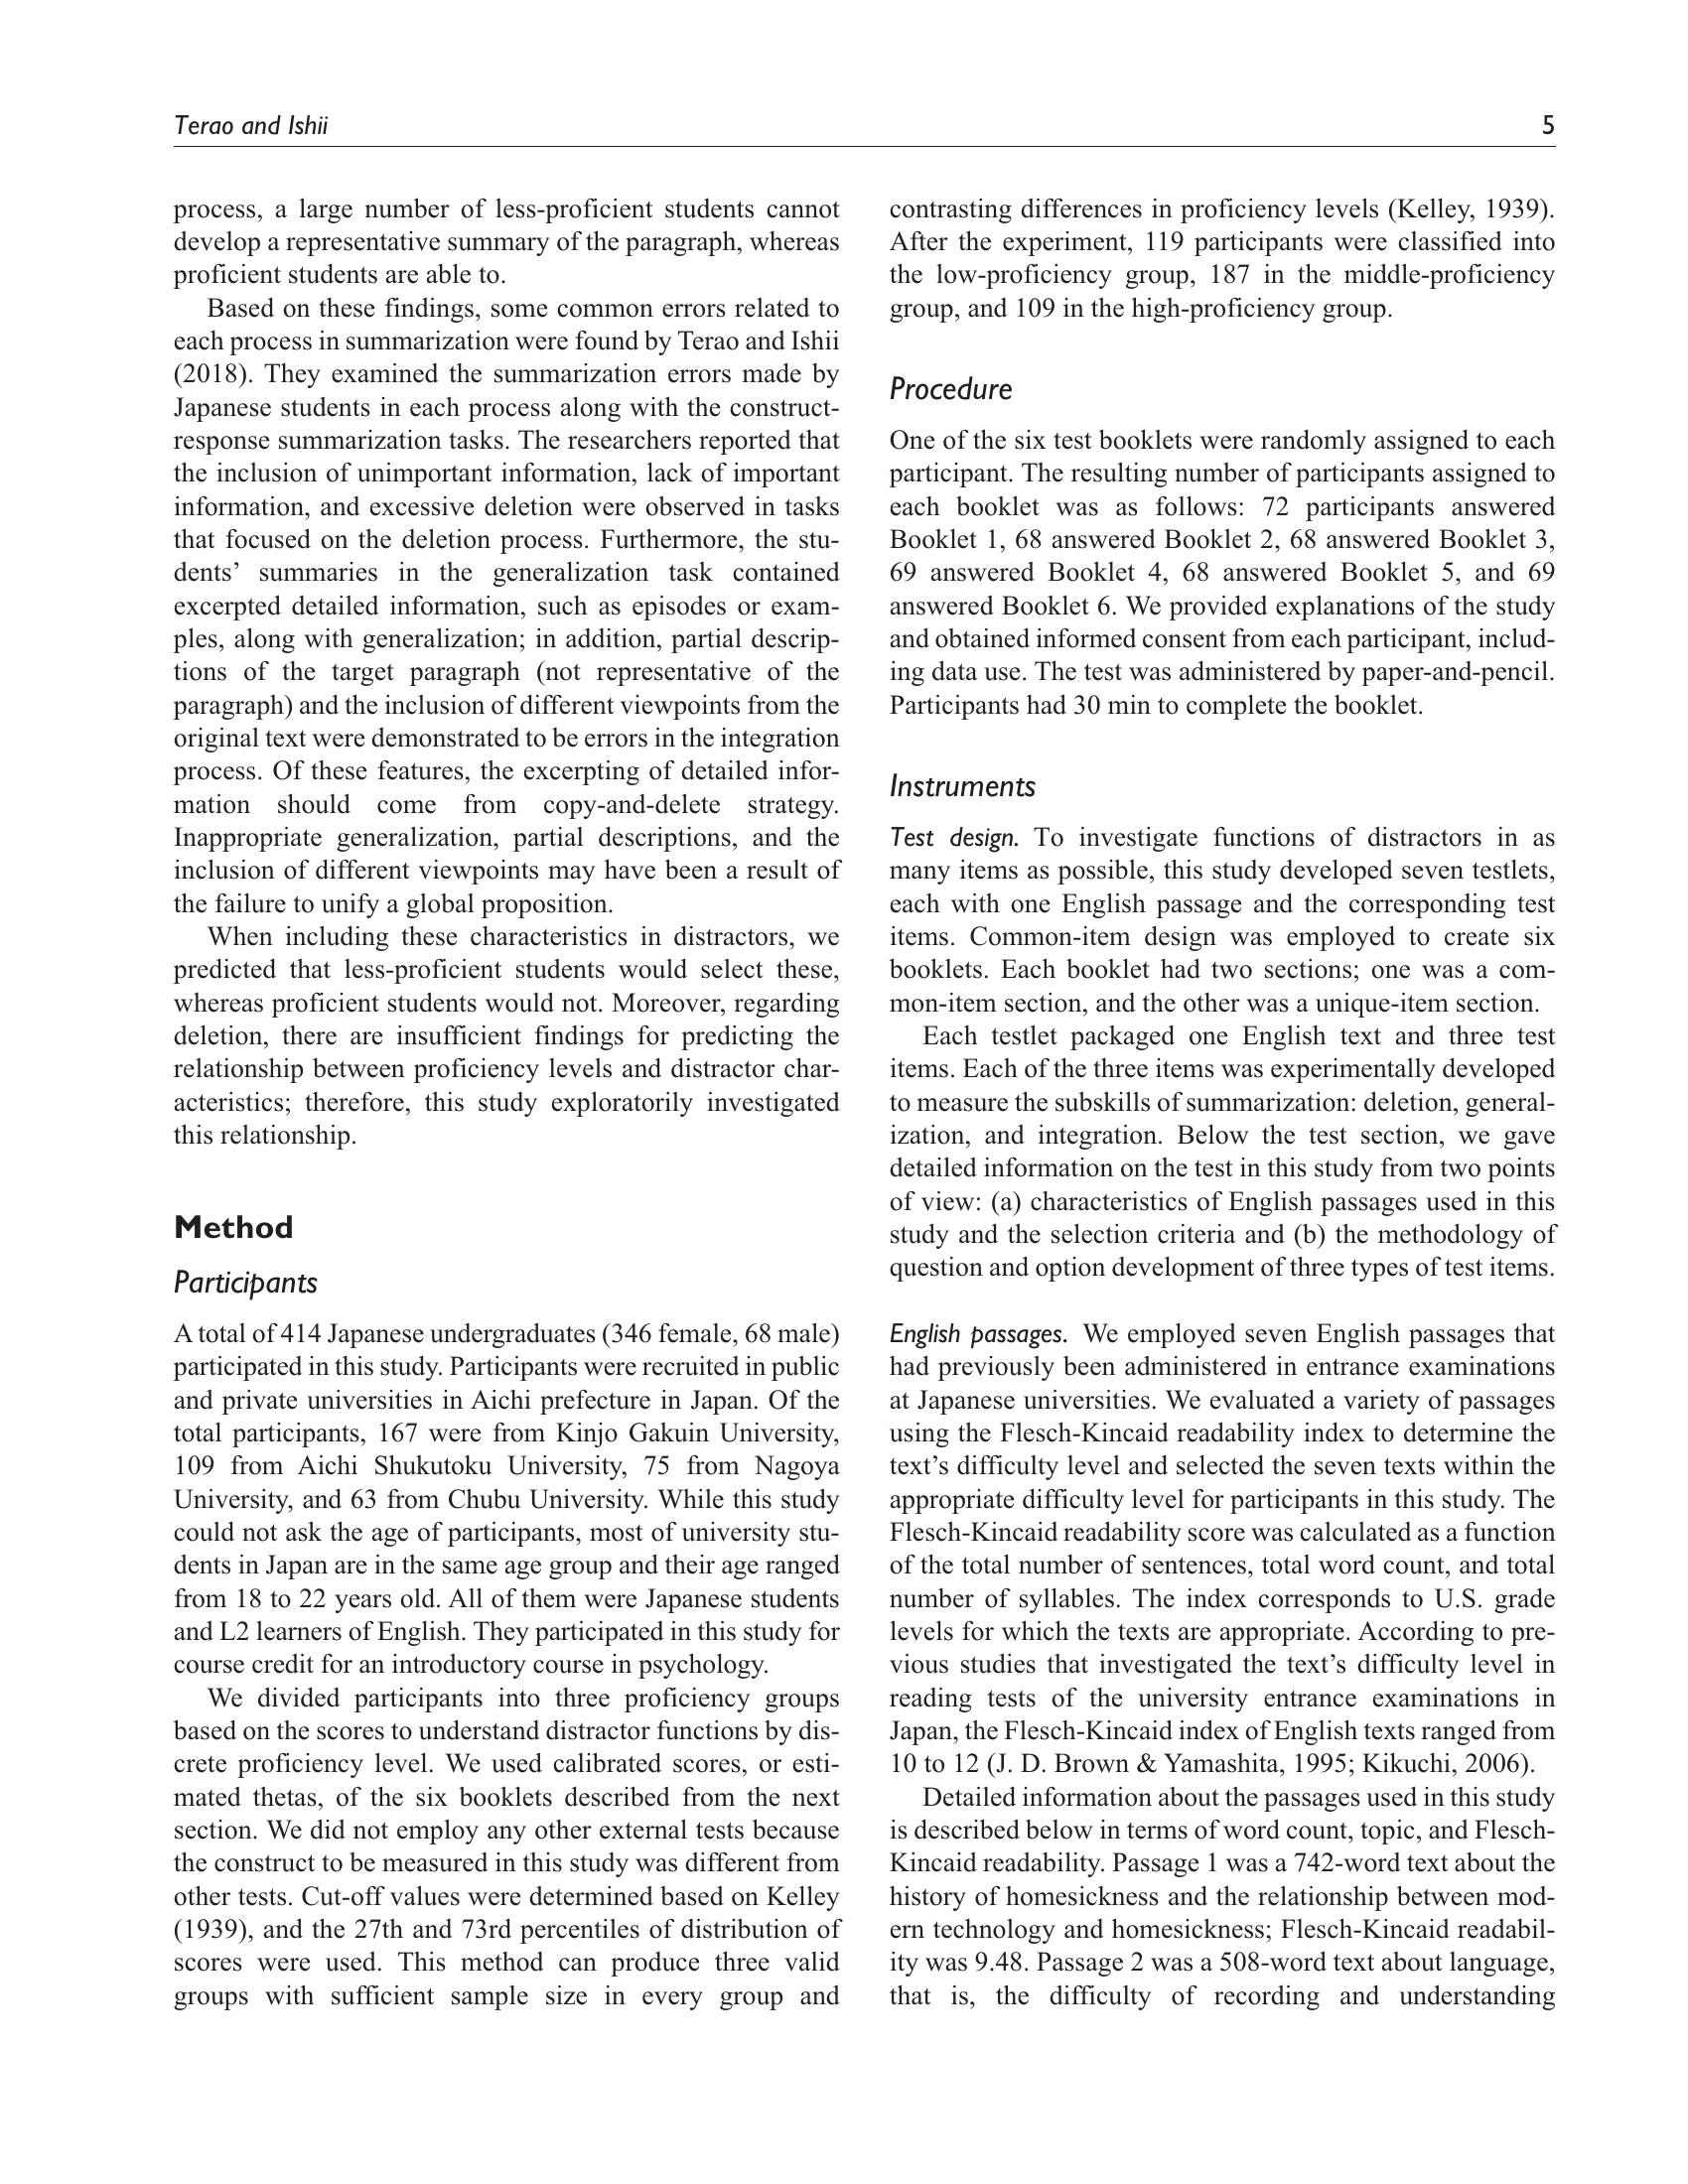 Terao and Ishii 5
process, a large number of less-proficient students cannot
develop a representative summary of the paragraph, whereas
proficient students are able to.
Based on these findings, some common errors related to
each process in summarization were found by Terao and Ishii
(2018). They examined the summarization errors made by
Japanese students in each process along with the construct-
response summarization tasks. The researchers reported that
the inclusion of unimportant information, lack of important
information, and excessive deletion were observed in tasks
that focused on the deletion process. Furthermore, the stu-
dents’ summaries in the generalization task contained
excerpted detailed information, such as episodes or exam-
ples, along with generalization; in addition, partial descrip-
tions of the target paragraph (not representative of the
paragraph) and the inclusion of different viewpoints from the
original text were demonstrated to be errors in the integration
process. Of these features, the excerpting of detailed infor-
mation should come from copy-and-delete strategy.
Inappropriate generalization, partial descriptions, and the
inclusion of different viewpoints may have been a result of
the failure to unify a global proposition.
When including these characteristics in distractors, we
predicted that less-proficient students would select these,
whereas proficient students would not. Moreover, regarding
deletion, there are insufficient findings for predicting the
relationship between proficiency levels and distractor char-
acteristics; therefore, this study exploratorily investigated
this relationship.
Method
Participants
A total of 414 Japanese undergraduates (346 female, 68 male)
participated in this study. Participants were recruited in public
and private universities in Aichi prefecture in Japan. Of the
total participants, 167 were from Kinjo Gakuin University,
109 from Aichi Shukutoku University, 75 from Nagoya
University, and 63 from Chubu University. While this study
could not ask the age of participants, most of university stu-
dents in Japan are in the same age group and their age ranged
from 18 to 22 years old. All of them were Japanese students
and L2 learners of English. They participated in this study for
course credit for an introductory course in psychology.
We divided participants into three proficiency groups
based on the scores to understand distractor functions by dis-
crete proficiency level. We used calibrated scores, or esti-
mated thetas, of the six booklets described from the next
section. We did not employ any other external tests because
the construct to be measured in this study was different from
other tests. Cut-off values were determined based on Kelley
(1939), and the 27th and 73rd percentiles of distribution of
scores were used. This method can produce three valid
groups with sufficient sample size in every group and
contrasting differences in proficiency levels (Kelley, 1939).
After the experiment, 119 participants were classified into
the low-proficiency group, 187 in the middle-proficiency
group, and 109 in the high-proficiency group.
Procedure
One of the six test booklets were randomly assigned to each
participant. The resulting number of participants assigned to
each booklet was as follows: 72 participants answered
Booklet 1, 68 answered Booklet 2, 68 answered Booklet 3,
69 answered Booklet 4, 68 answered Booklet 5, and 69
answered Booklet 6. We provided explanations of the study
and obtained informed consent from each participant, includ-
ing data use. The test was administered by paper-and-pencil.
Participants had 30 min to complete the booklet.
Instruments
Test design. To investigate functions of distractors in as
many items as possible, this study developed seven testlets,
each with one English passage and the corresponding test
items. Common-item design was employed to create six
booklets. Each booklet had two sections; one was a com-
mon-item section, and the other was a unique-item section.
Each testlet packaged one English text and three test
items. Each of the three items was experimentally developed
to measure the subskills of summarization: deletion, general-
ization, and integration. Below the test section, we gave
detailed information on the test in this study from two points
of view: (a) characteristics of English passages used in this
study and the selection criteria and (b) the methodology of
question and option development of three types of test items.
English passages. We employed seven English passages that
had previously been administered in entrance examinations
at Japanese universities. We evaluated a variety of passages
using the Flesch-Kincaid readability index to determine the
text’s difficulty level and selected the seven texts within the
appropriate difficulty level for participants in this study. The
Flesch-Kincaid readability score was calculated as a function
of the total number of sentences, total word count, and total
number of syllables. The index corresponds to U.S. grade
levels for which the texts are appropriate. According to pre-
vious studies that investigated the text’s difficulty level in
reading tests of the university entrance examinations in
Japan, the Flesch-Kincaid index of English texts ranged from
10 to 12 (J. D. Brown & Yamashita, 1995; Kikuchi, 2006).
Detailed information about the passages used in this study
is described below in terms of word count, topic, and Flesch-
Kincaid readability. Passage 1 was a 742-word text about the
history of homesickness and the relationship between mod-
ern technology and homesickness; Flesch-Kincaid readabil-
ity was 9.48. Passage 2 was a 508-word text about language,
that is, the difficulty of recording and understanding